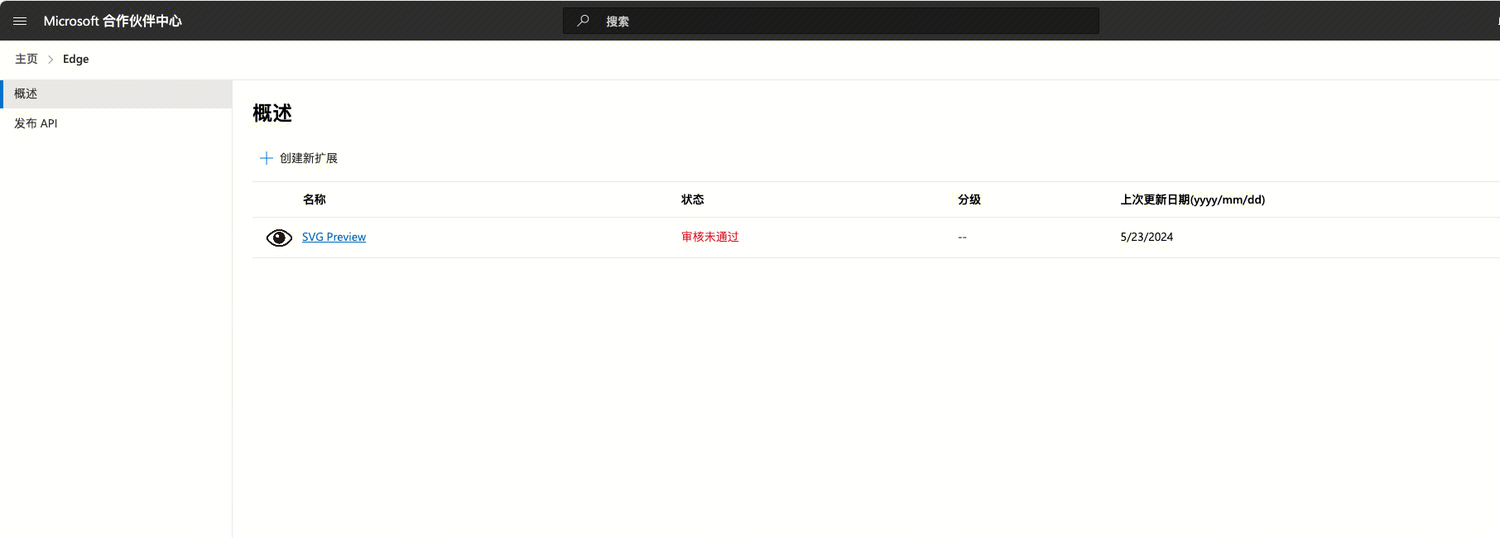 Microsoft 合作伙伴中心
搜索
主页 > Edge
概述
发布 API
概述
创建新扩展
名称 状态 分级 上次更新日期(yyyy/mm/dd)
SVG Preview 审核未通过 -- 5/23/2024